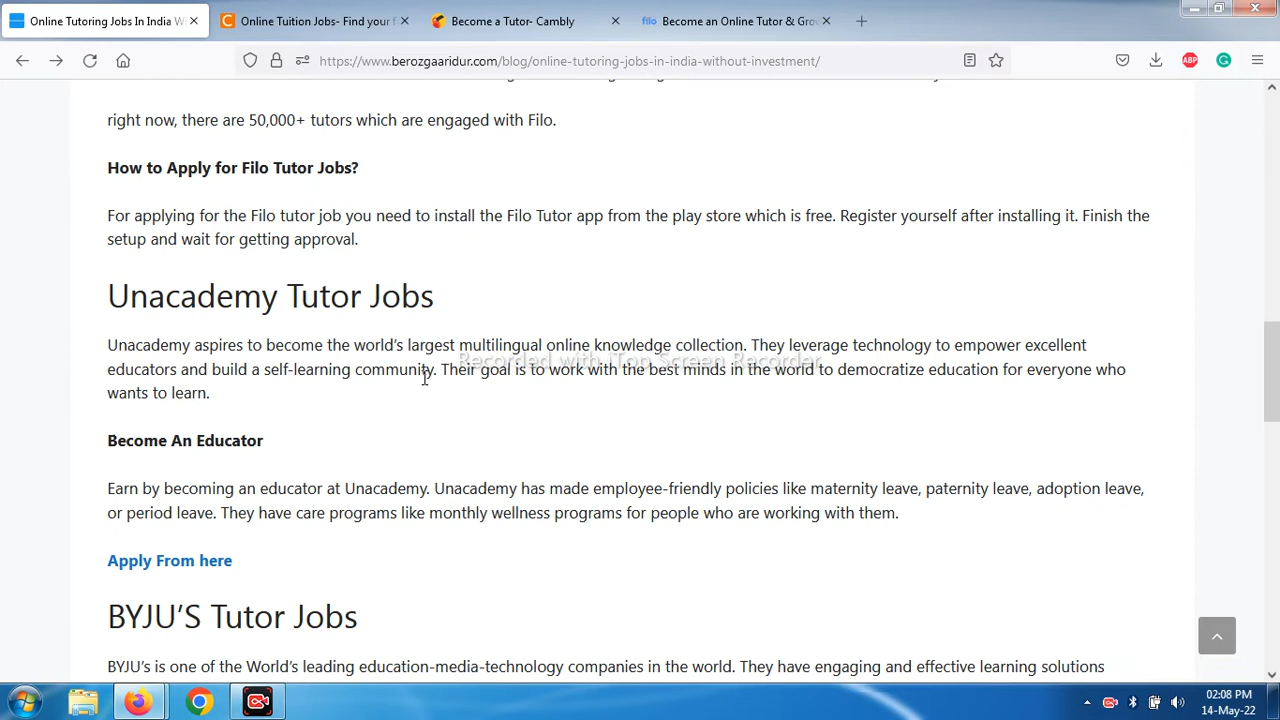 Online Tutoring Jobs In India W
Online Tuition Jobs- Find your f
Become a Tutor- Cambly
filo Become an Online Tutor & Gro
https://www.berozgaaridur.com/blog/online-tutoring-jobs-in-india-without-investment/
ABP
right now, there are 50,000+ tutors which are engaged with Filo.
How to Apply for Filo Tutor Jobs?
For applying for the Filo tutor job you need to install the Filo Tutor app from the play store which is free. Register yourself after installing it. Finish the
setup and wait for getting approval.
Unacademy Tutor Jobs
Unacademy aspires to become the world's largest multilingual online knowledge collection. They leverage technology to empower excellent
Recorded with iTop Screen Recorder
educators and build a self-learning community. Their goal is to work with the best minds in the world to democratize education for everyone who
wants to learn.
Become An Educator
Earn by becoming an educator at Unacademy. Unacademy has made employee-friendly policies like maternity leave, paternity leave, adoption leave,
or period leave. They have care programs like monthly wellness programs for people who are working with them.
Apply From here
BYJU'S Tutor Jobs
BYJU's is one of the World's leading education-media-technology companies in the world. They have engaging and effective learning solutions
02:08 PM
14-May-22